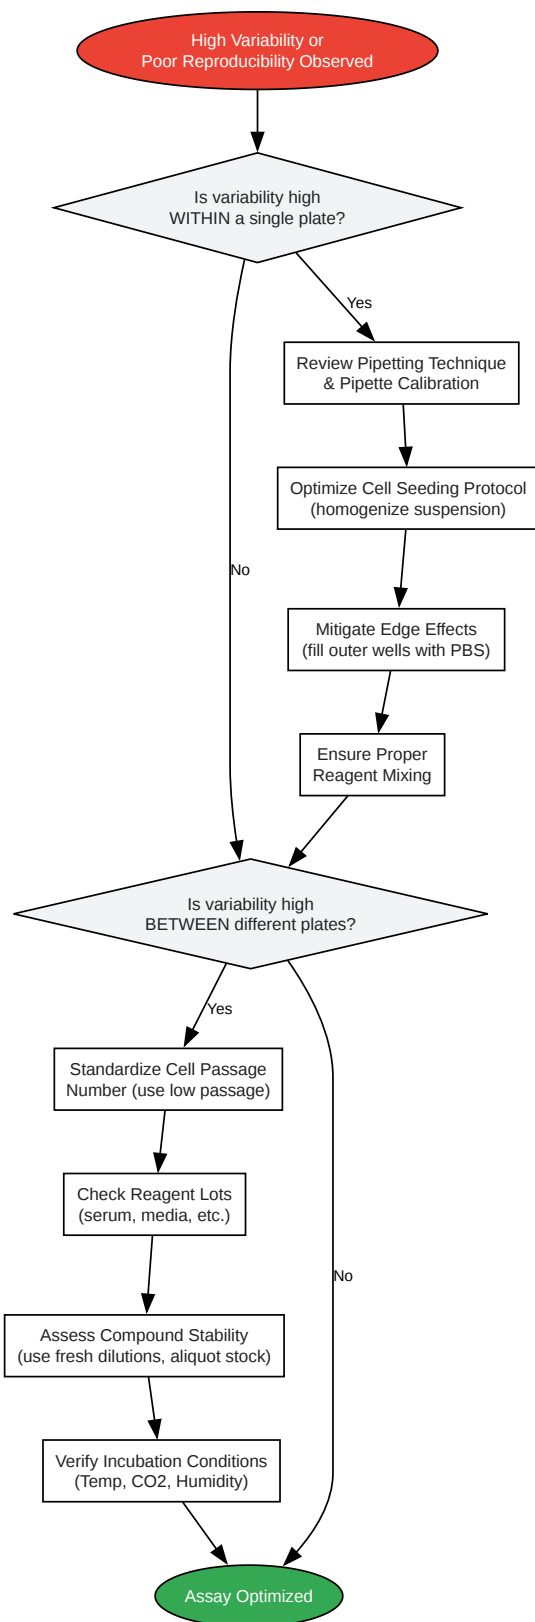 High Variability or
Poor Reproducibility Observed
Is variability high
WITHIN a single plate?
Yes
Review Pipetting Technique
& Pipette Calibration
Optimize Cell Seeding Protocol
(homogenize suspension)
No
Mitigate Edge Effects
(fill outer wells with PBS)
Ensure Proper
Reagent Mixing
Is variability high
BETWEEN different plates?
Yes
Standardize Cell Passage
Number (use low passage)
Check Reagent Lots
(serum, media, etc.)
No
Assess Compound Stability
(use fresh dilutions, aliquot stock)
Verify Incubation Conditions
(Temp, CO2, Humidity)
Assay Optimized